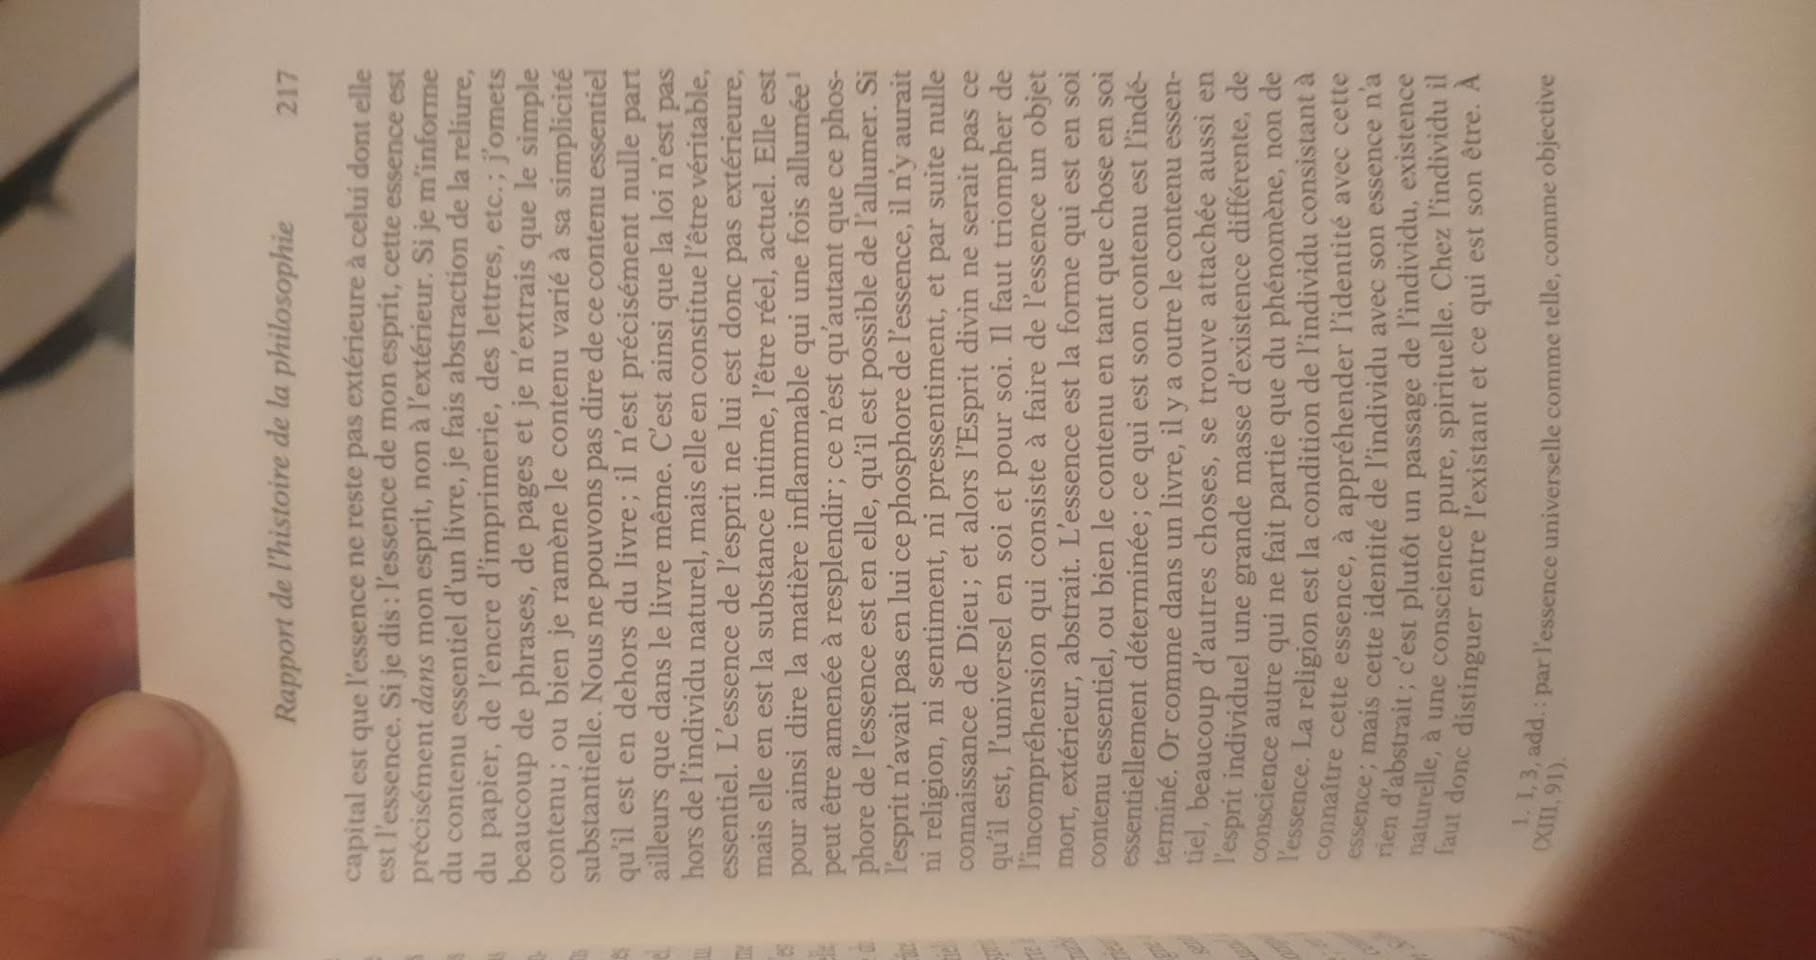 Rapport de l'histoire de la philosophie 217
capital est que l'essence ne reste pas extérieure à celui dont elle
est l'essence. Si je dis : l'essence de mon esprit, cette essence est
précisément dans mon esprit, non à l'extérieur. Si je m'informe
du contenu essentiel d'un livre, je fais abstraction de la reliure,
du papier, de l'encre d'imprimerie, des lettres, etc. ; j'omets
beaucoup de phrases, de pages et je n'extrais que le simple
contenu ; ou bien je ramène le contenu varié à sa simplicité
substantielle. Nous ne pouvons pas dire de ce contenu essentiel
qu'il est en dehors du livre ; il n'est précisément nulle part
ailleurs que dans le livre même. C'est ainsi que la loi n'est pas
hors de l'individu naturel, mais elle en constitue l'être véritable,
essentiel. L'essence de l'esprit ne lui est donc pas extérieure,
mais elle en est la substance intime, l'être réel, actuel. Elle est
pour ainsi dire la matière inflammable qui une fois allumée¹
peut être amenée à resplendir ; ce n'est qu'autant que ce phos-
phore de l'essence est en elle, qu'il est possible de l'allumer. Si
l'esprit n'avait pas en lui ce phosphore de l'essence, il n'y aurait
ni religion, ni sentiment, ni pressentiment, et par suite nulle
connaissance de Dieu ; et alors l'Esprit divin ne serait pas ce
qu'il est, l'universel en soi et pour soi. Il faut triompher de
l'incompréhension qui consiste à faire de l'essence un objet
mort, extérieur, abstrait. L'essence est la forme qui est en soi
contenu essentiel, ou bien le contenu en tant que chose en soi
essentiellement déterminée ; ce qui est son contenu est l'indé-
terminé. Or comme dans un livre, il y a outre le contenu essen-
tiel, beaucoup d'autres choses, se trouve attachée aussi en
l'esprit individuel une grande masse d'existence différente, de
conscience autre qui ne fait partie que du phénomène, non de
l'essence. La religion est la condition de l'individu consistant à
connaître cette essence, à appréhender l'identité avec cette
essence ; mais cette identité de l'individu avec son essence n'a
rien d'abstrait ; c'est plutôt un passage de l'individu, existence
naturelle, à une conscience pure, spirituelle. Chez l'individu il
faut donc distinguer entre l'existant et ce qui est son être. À
1. I, 3, add. : par l'essence universelle comme telle, comme objective
(XIII, 91).